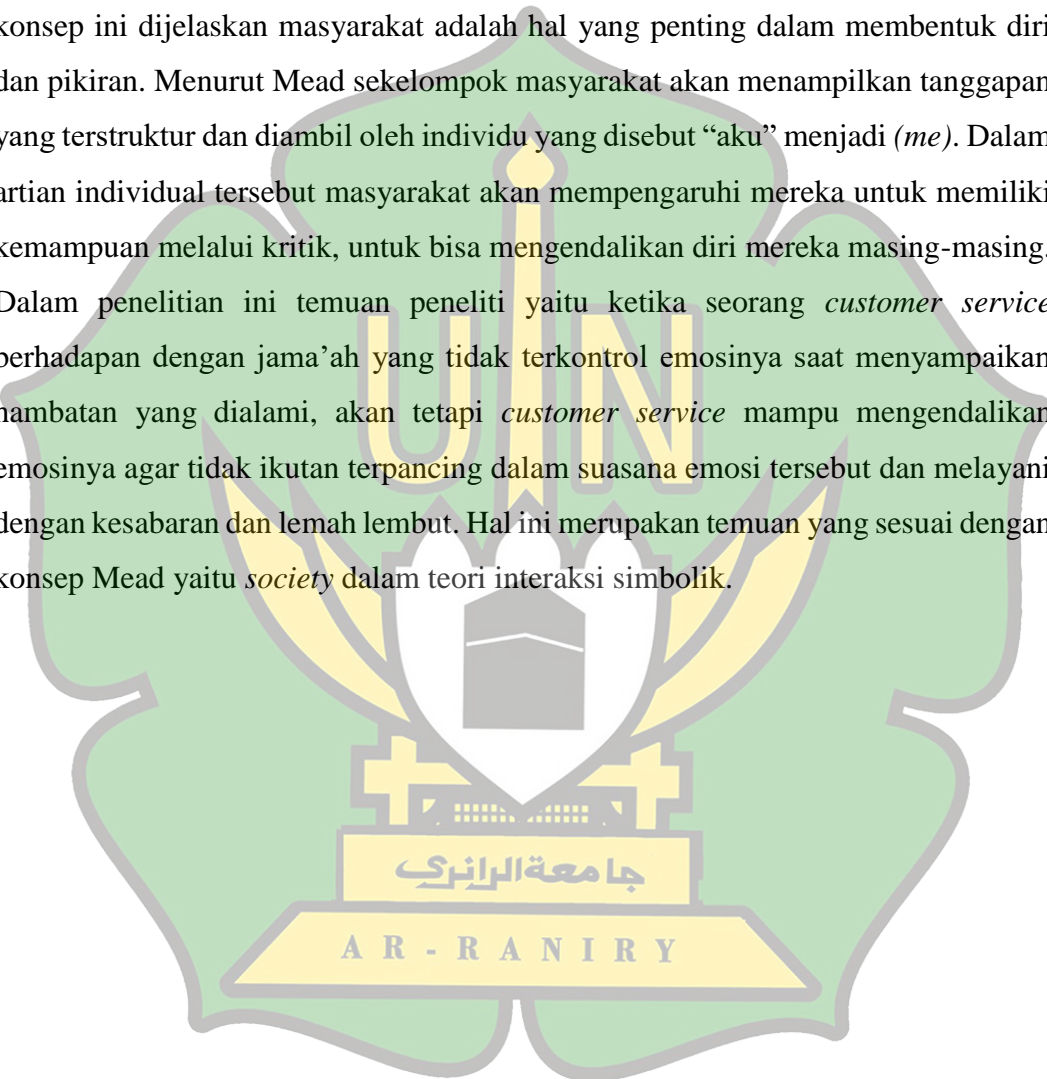 konsep ini dijelaskan masyarakat adalah hal yang penting dalam membentuk diri
dan pikiran. Menurut Mead sekelompok masyarakat akan menampilkan tanggapan
yang terstruktur dan diambil oleh individu yang disebut “aku” menjadi (me). Dalam
artian individual tersebut masyarakat akan mempengaruhi mereka untuk memiliki
kemampuan melalui kritik, untuk bisa mengendalikan diri mereka masing-masing.
Dalam penelitian ini temuan peneliti yaitu ketika seorang customer service
berhadapan dengan jama’ah yang tidak terkontrol emosinya saat menyampaikan
hambatan yang dialami, akan tetapi customer service mampu mengendalikan
emosinya agar tidak ikutan terpancing dalam suasana emosi tersebut dan melayani
dengan kesabaran dan lemah lembut. Hal ini merupakan temuan yang sesuai dengan
konsep Mead yaitu society dalam teori interaksi simbolik.
UIN
جامعة الرانري
AR-RANIRY